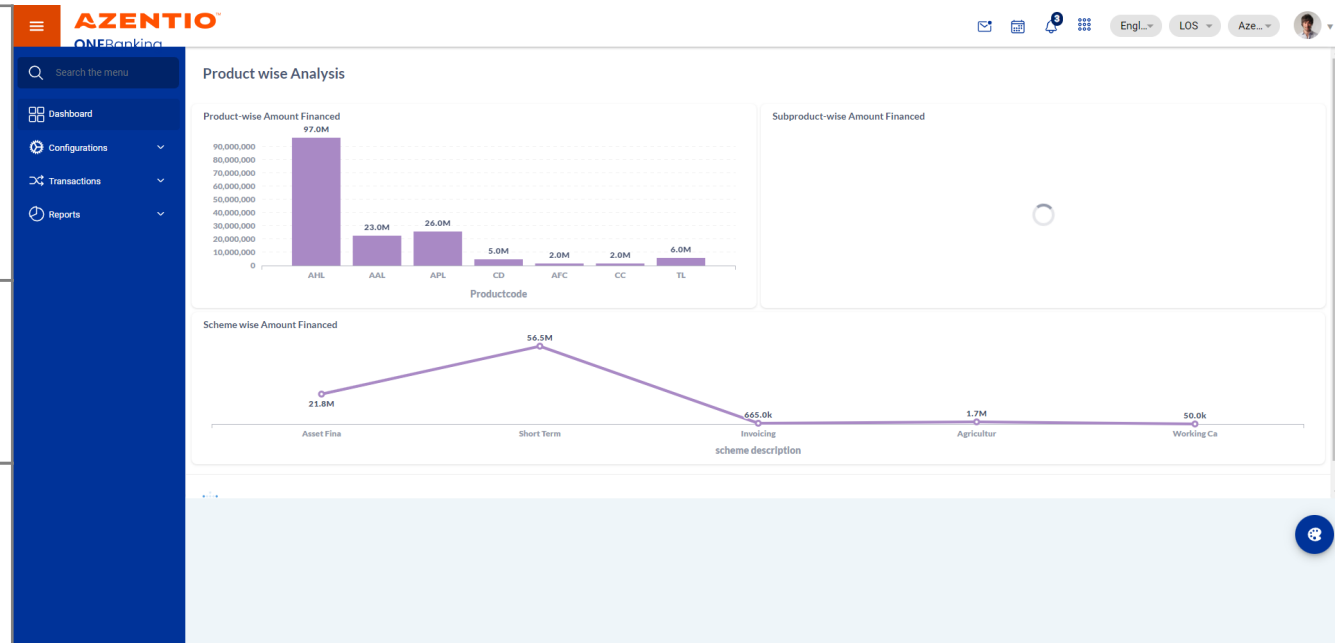 AZENTIO™
ONEBanking
3
Engl...
LOS
Aze...
Search the menu
Dashboard
Configurations
Transactions
Reports
Product wise Analysis
Product-wise Amount Financed
97.0M
90,000,000
80,000,000
70,000,000
60,000,000
50,000,000
40,000,000
30,000,000
20,000,000
10,000,000
0
23.0M
26.0M
5.0M
2.0M
2.0M
6.0M
AHL AAL APL CD AFC CC TL
Productcode
Subproduct-wise Amount Financed
Scheme wise Amount Financed
56.5M
21.8M
665.0k
1.7M
50.0k
Asset Fina Short Term Invoicing Agricultur Working Ca
scheme description